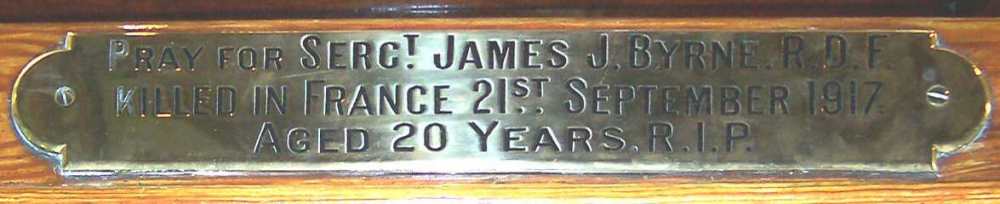 PRAY FOR SERGT. JAMES J. BYRNE. R.D.F.
KILLED IN FRANCE 21ST. SEPTEMBER 1917.
AGED 20 YEARS. R.I.P.